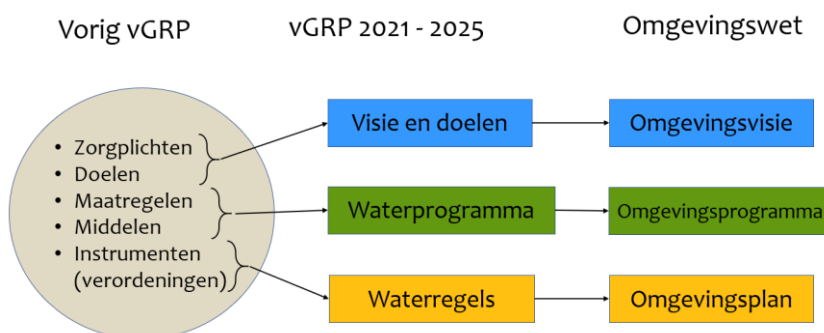 Vorig vGRP
vGRP 2021 - 2025
Omgevingswet
• Zorgplichten
• Doelen
• Maatregelen
• Middelen
• Instrumenten
(verordeningen)
Visie en doelen
Omgevingsvisie
Waterprogramma
Omgevingsprogramma
Waterregels
Omgevingsplan